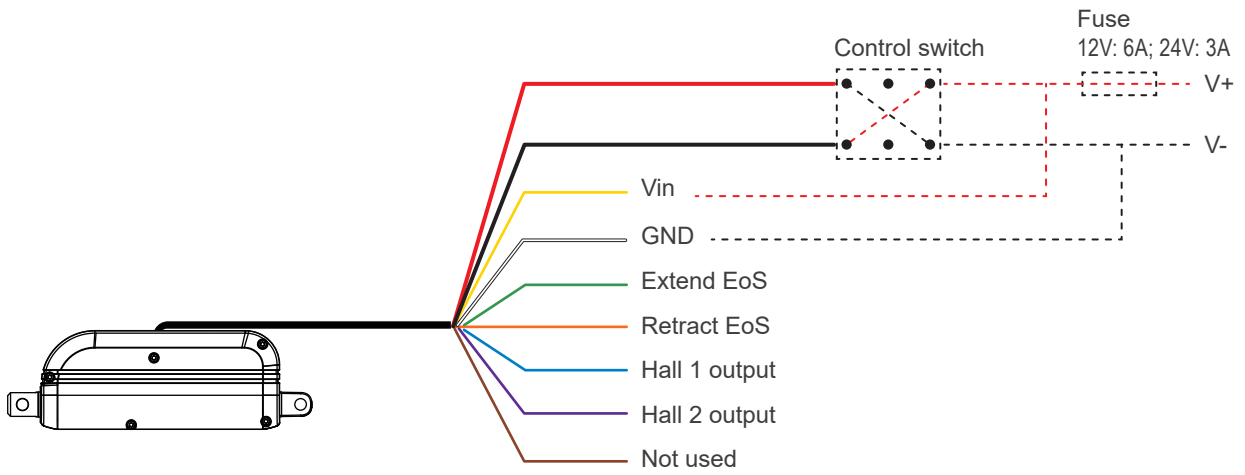 Fuse
12V: 6A; 24V: 3A
Control switch
V+
V-
Vin
GND
Extend EoS
Retract EoS
Hall 1 output
Hall 2 output
Not used